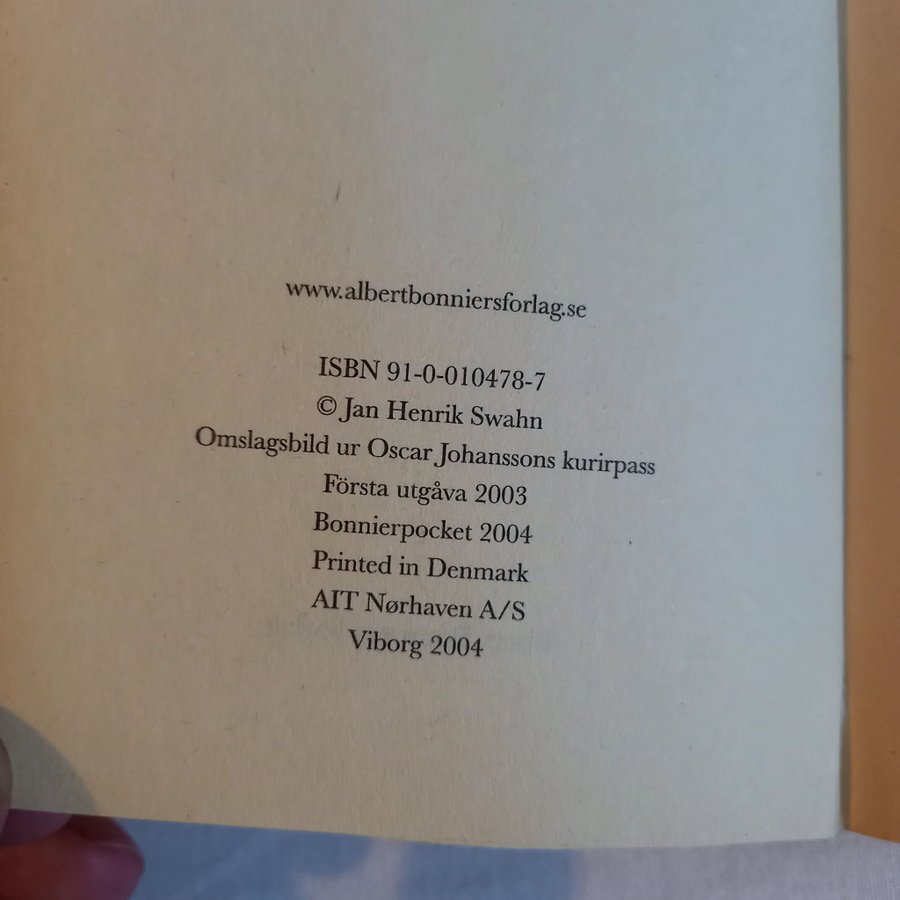 www.albertbonniersforlag.se
ISBN 91-0-010478-7
© Jan Henrik Swahn
Omslagsbild ur Oscar Johanssons kurirpass
Första utgåva 2003
Bonnierpocket 2004
Printed in Denmark
AIT Nørhaven A/S
Viborg 2004